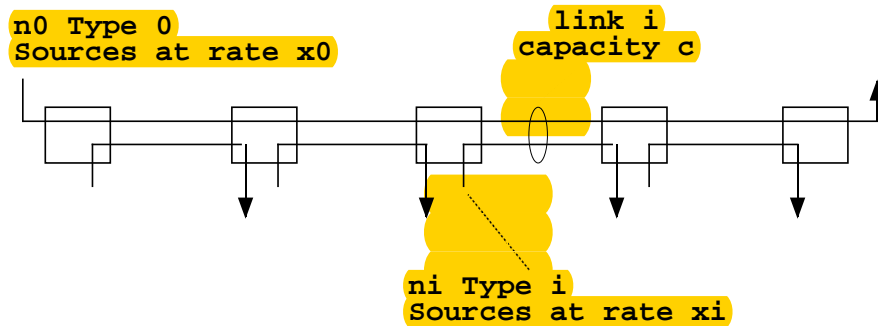 n0 Type 0
Sources at rate x0
link i
capacity c
ni Type i
Sources at rate xi